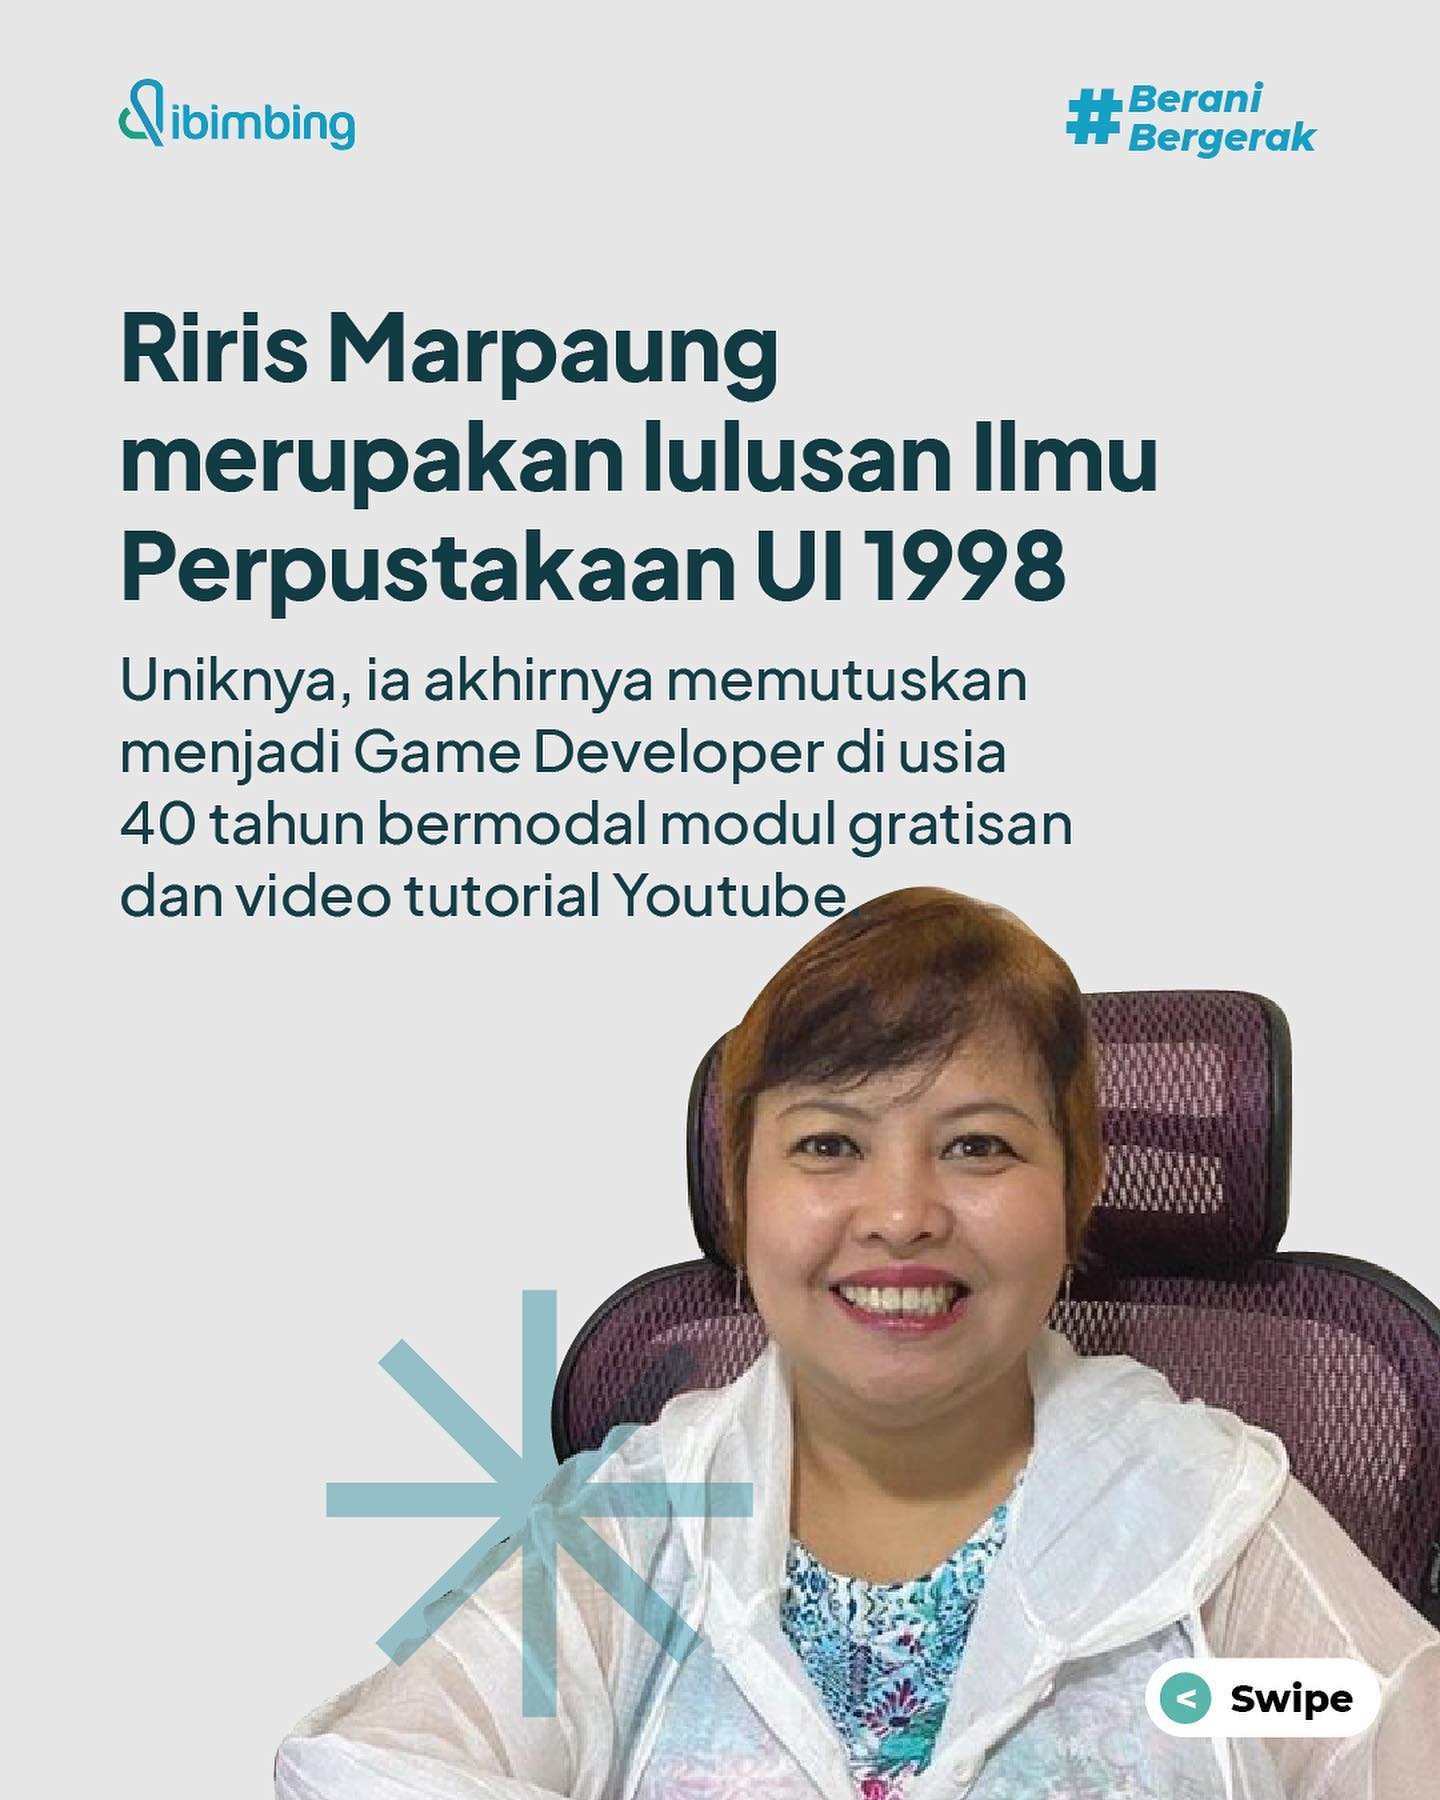 ibimbing
#Berani
Bergerak
Riris Marpaung
merupakan lulusan Ilmu
Perpustakaan UI 1998
Uniknya, ia akhirnya memutuskan
menjadi Game Developer di usia
40 tahun bermodal modul gratisan
dan video tutorial Youtube.
< Swipe